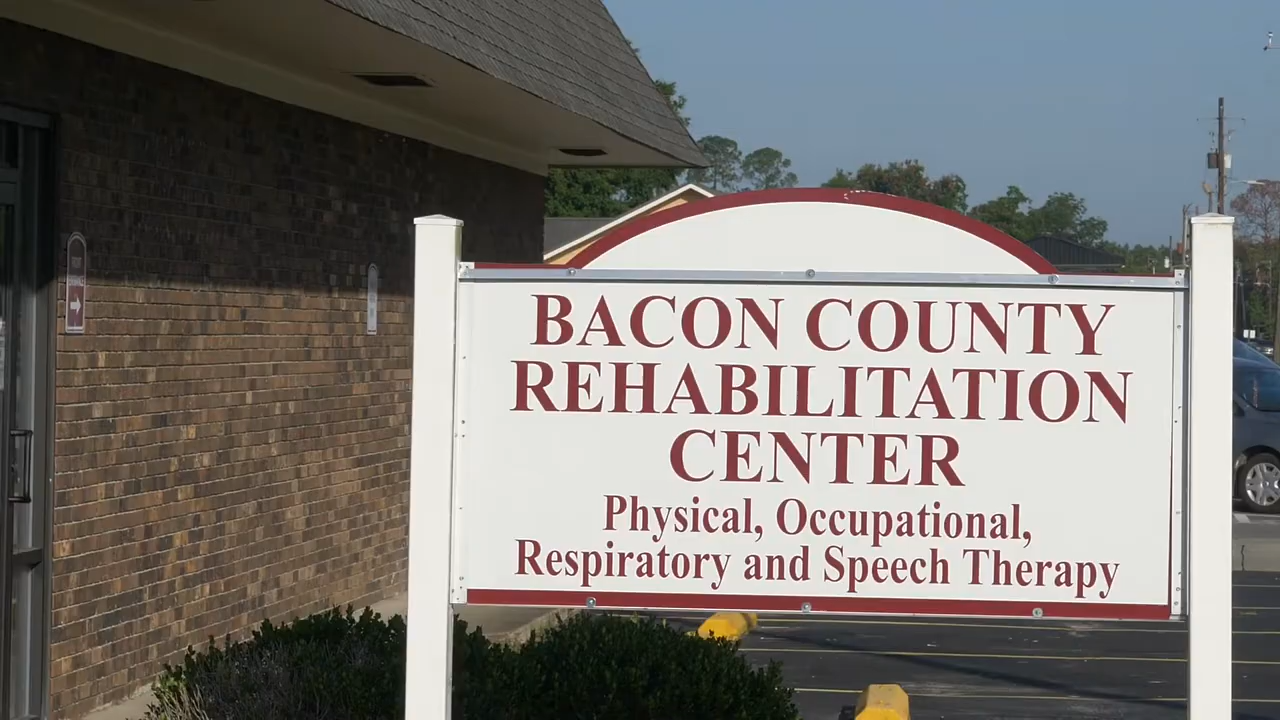 BACON COUNTY
REHABILITATION
CENTER
Physical, Occupational,
Respiratory and Speech Therapy